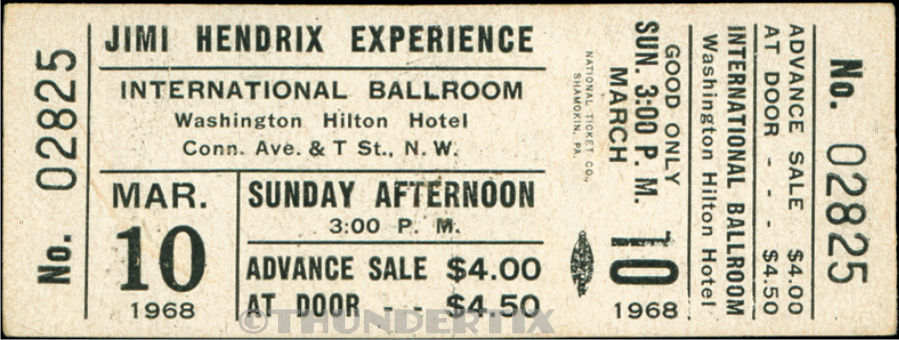 No. 02825
JIMI HENDRIX EXPERIENCE
INTERNATIONAL BALLROOM
Washington Hilton Hotel
Conn. Ave. & T St., N. W.
MAR.
10
1968
SUNDAY AFTERNOON
3:00 P. M.
ADVANCE SALE $4.00
AT DOOR - - $4.50
NATIONAL TICKET CO.,
SHAMOKIN, PA.
GOOD ONLY
SUN. 3:00 P. M.
MARCH
10
1968
INTERNATIONAL BALLROOM
Washington Hilton Hotel
ADVANCE SALE $4.00
AT DOOR - - - $4.50
No. 02825
©THUNDERTIX